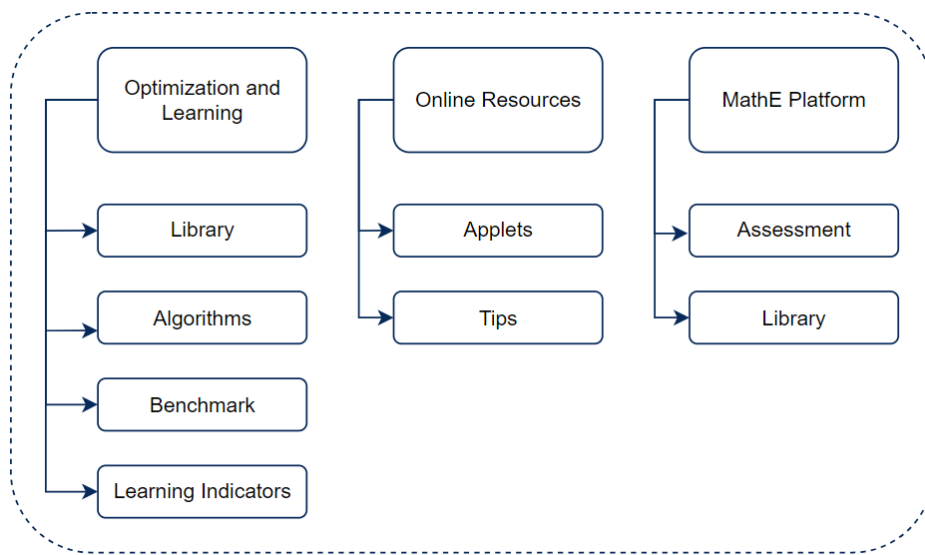 Optimization and
Learning
Library
Algorithms
Benchmark
Learning Indicators
Online Resources
Applets
Tips
MathE Platform
Assessment
Library